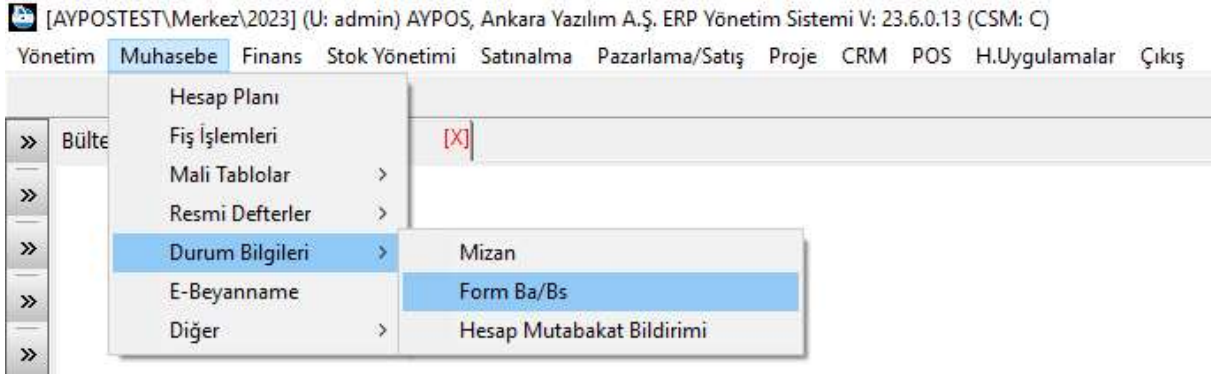 [AYPOSTEST\Merkez\2023] (U: admin) AYPOS, Ankara Yazılım A.Ş. ERP Yönetim Sistemi V: 23.6.0.13 (CSM: C)
Yönetim Muhasebe Finans Stok Yönetimi Satınalma Pazarlama/Satış Proje CRM POS H.Uygulamalar Çıkış
Hesap Planı
» Bülte Fiş İşlemleri [X]
Mali Tablolar >
»
Resmi Defterler >
» Durum Bilgileri > Mizan
» E-Beyanname Form Ba/Bs
Diğer > Hesap Mutabakat Bildirimi
»